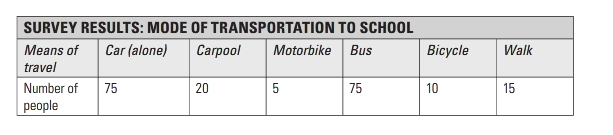 SURVEY RESULTS: MODE OF TRANSPORTATION TO SCHOOL
Means of travel Car (alone) Carpool Motorbike Bus Bicycle Walk
Number of people 75 20 5 75 10 15